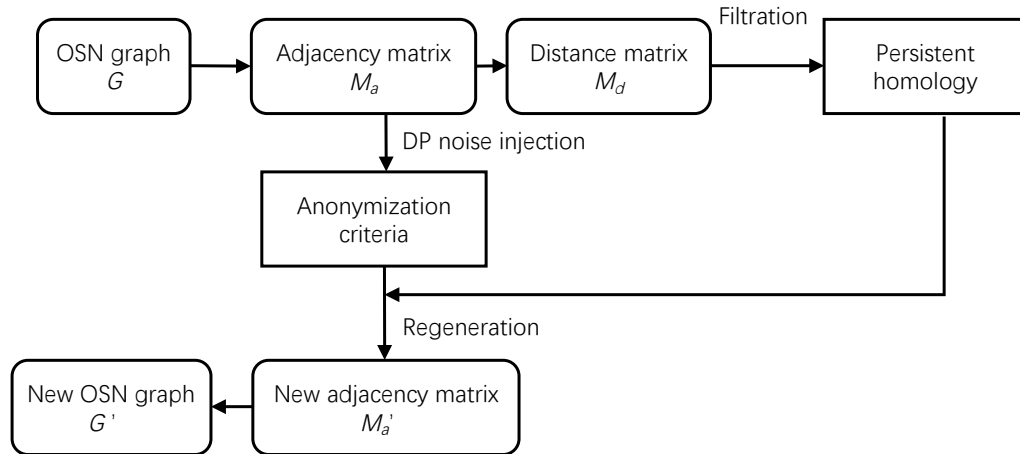 Filtration
OSN graph
G
Adjacency matrix
Mₐ
Distance matrix
M_d
Persistent
homology
DP noise injection
Anonymization
criteria
Regeneration
New OSN graph
G'
New adjacency matrix
Mₐ'